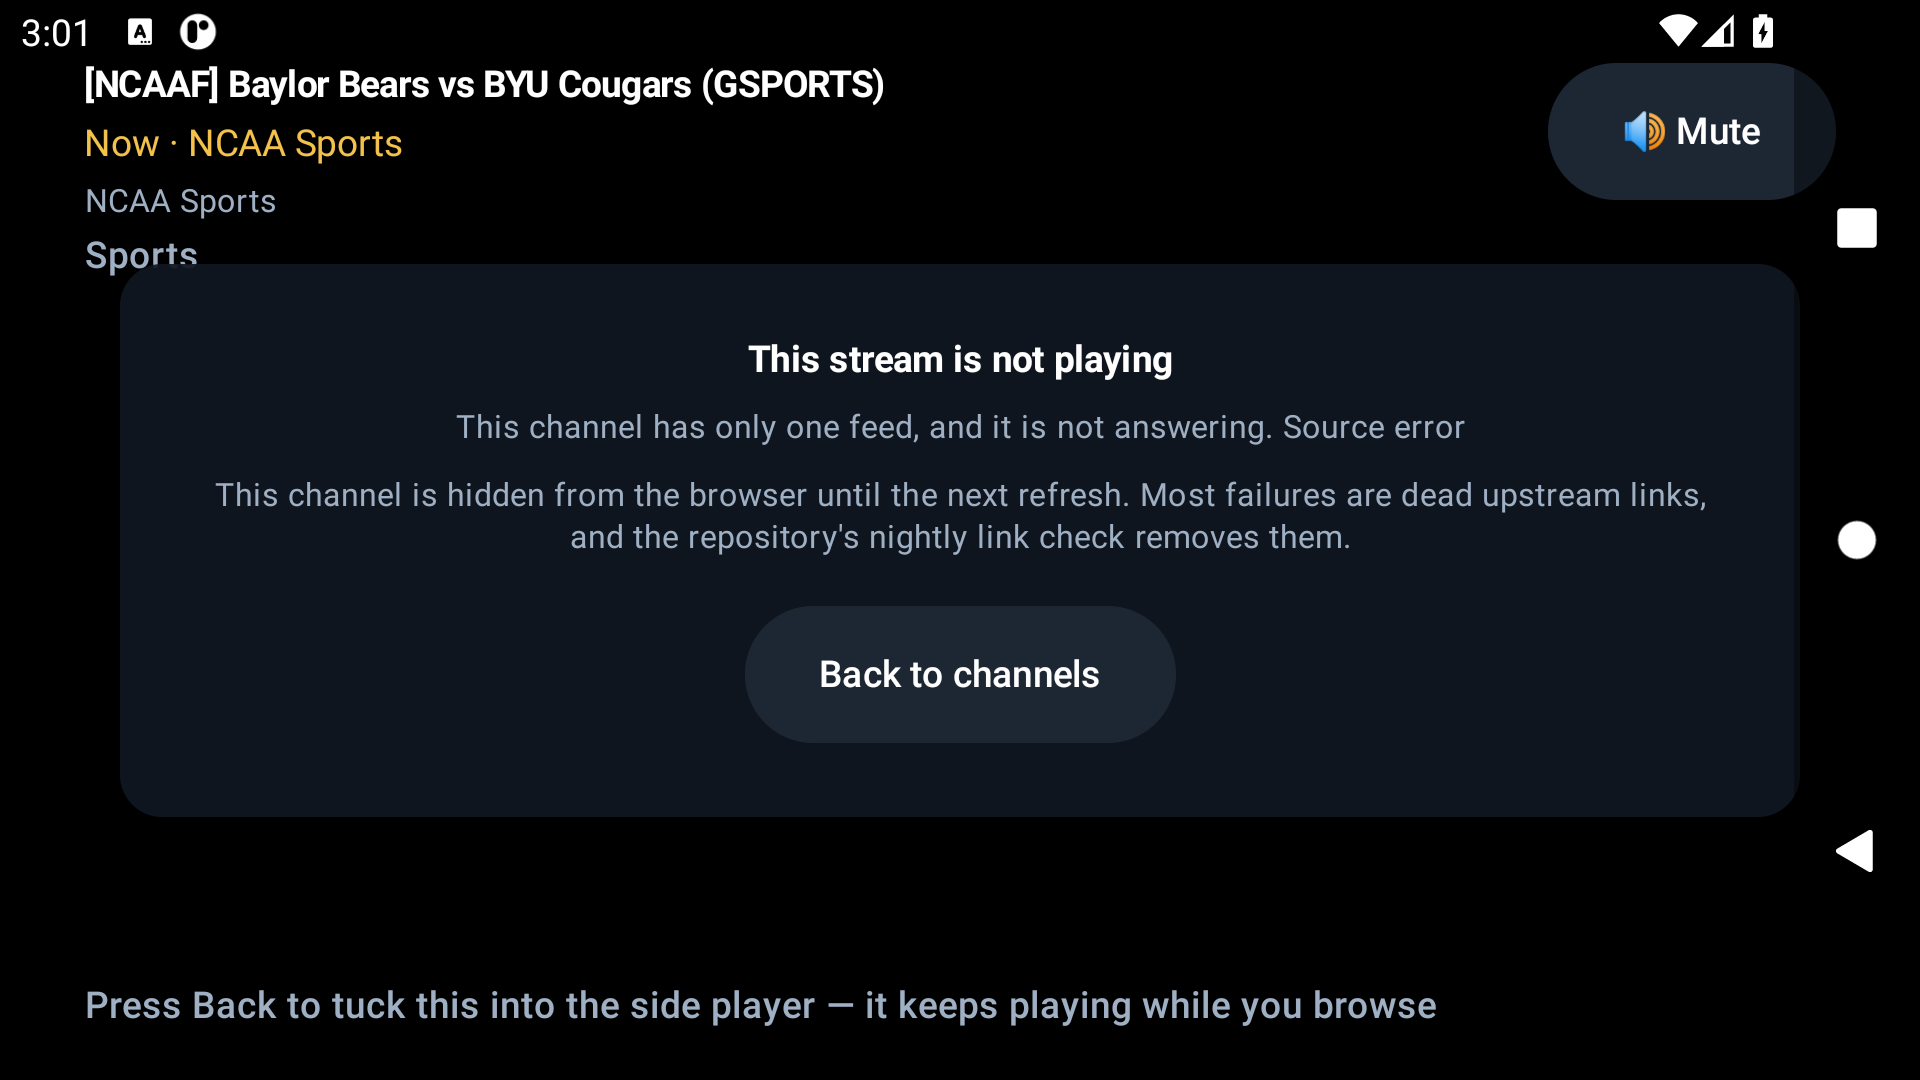 3:01
[NCAAF] Baylor Bears vs BYU Cougars (GSPORTS)
Now · NCAA Sports
NCAA Sports
Sports
Mute
This stream is not playing
This channel has only one feed, and it is not answering. Source error
This channel is hidden from the browser until the next refresh. Most failures are dead upstream links,
and the repository's nightly link check removes them.
Back to channels
Press Back to tuck this into the side player — it keeps playing while you browse